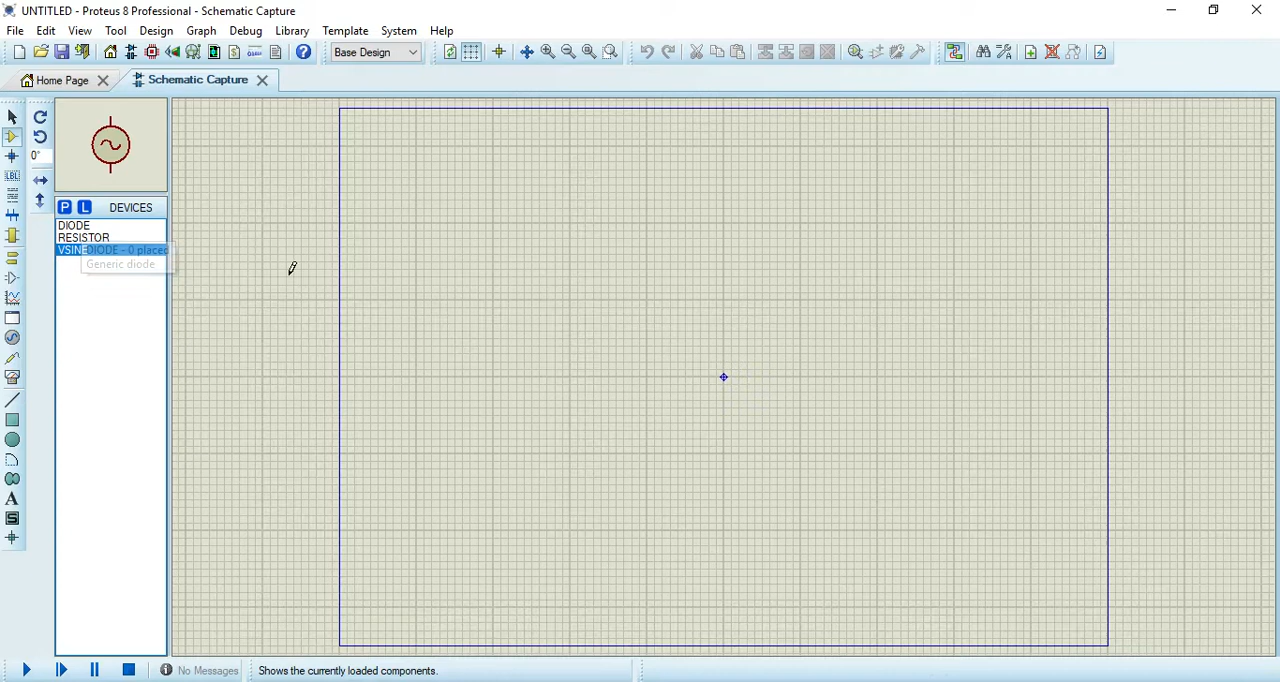 UNTITLED - Proteus 8 Professional - Schematic Capture
File Edit View Tool Design Graph Debug Library Template System Help
Base Design
Home Page Schematic Capture
0°
LBL
P L DEVICES
DIODE
RESISTOR
VSINE DIODE - 0 placed
Generic diode
A
S
No Messages Shows the currently loaded components.